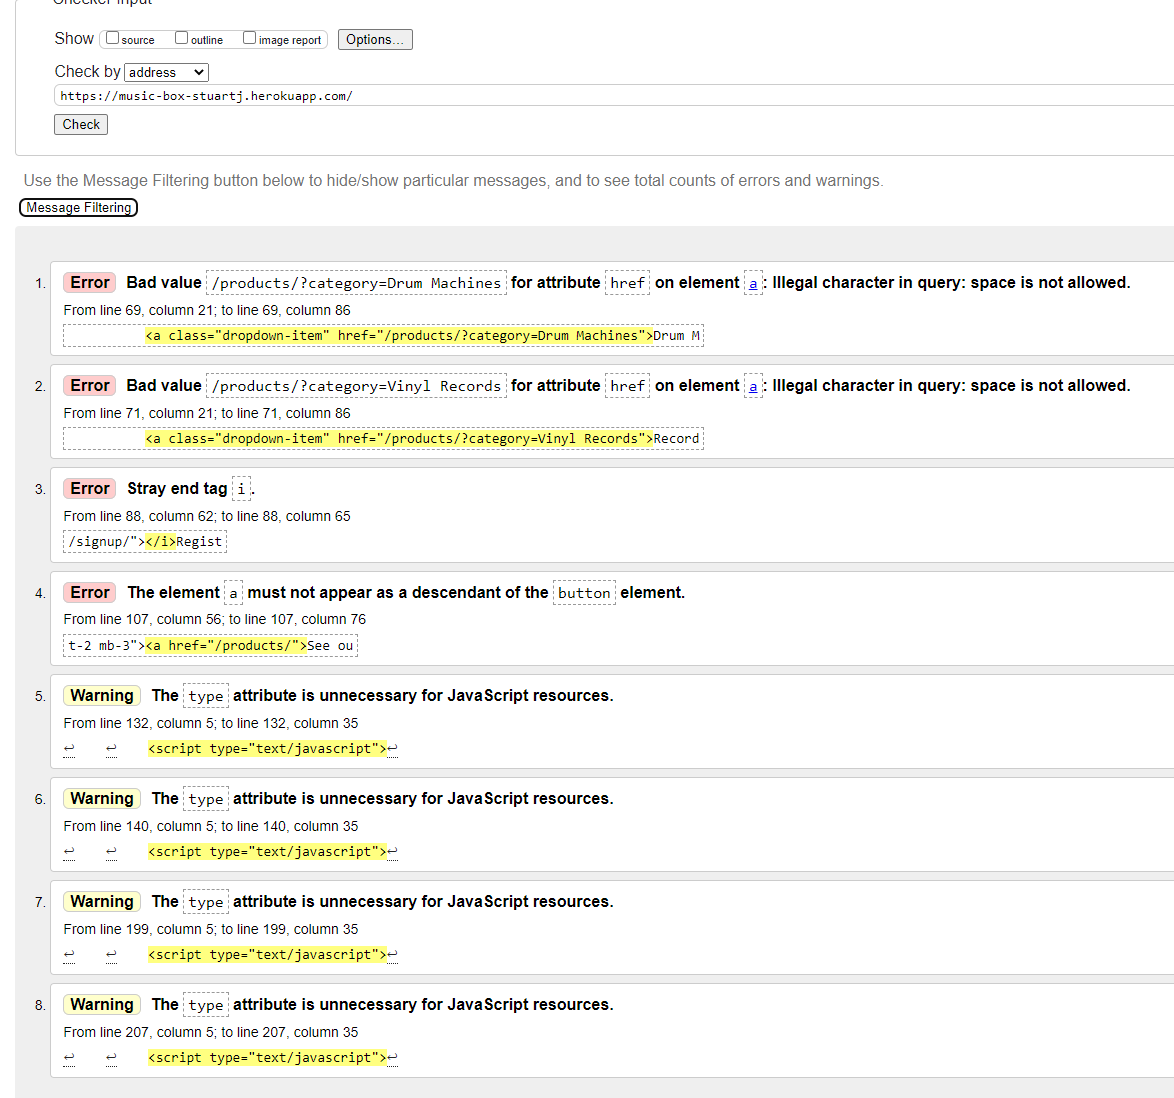 Checker Input
Show source outline image report Options...
Check by address
https://music-box-stuartj.herokuapp.com/
Check
Use the Message Filtering button below to hide/show particular messages, and to see total counts of errors and warnings.
Message Filtering
1. Error Bad value /products/?category=Drum Machines for attribute href on element a: Illegal character in query: space is not allowed.
From line 69, column 21; to line 69, column 86
<a class="dropdown-item" href="/products/?category=Drum Machines">Drum M
2. Error Bad value /products/?category=Vinyl Records for attribute href on element a: Illegal character in query: space is not allowed.
From line 71, column 21; to line 71, column 86
<a class="dropdown-item" href="/products/?category=Vinyl Records">Record
3. Error Stray end tag i.
From line 88, column 62; to line 88, column 65
/signup/"></i>Regist
4. Error The element a must not appear as a descendant of the button element.
From line 107, column 56; to line 107, column 76
t-2 mb-3"><a href="/products/">See ou
5. Warning The type attribute is unnecessary for JavaScript resources.
From line 132, column 5; to line 132, column 35
↩ ↩ <script type="text/javascript">↩
6. Warning The type attribute is unnecessary for JavaScript resources.
From line 140, column 5; to line 140, column 35
↩ ↩ <script type="text/javascript">↩
7. Warning The type attribute is unnecessary for JavaScript resources.
From line 199, column 5; to line 199, column 35
↩ ↩ <script type="text/javascript">↩
8. Warning The type attribute is unnecessary for JavaScript resources.
From line 207, column 5; to line 207, column 35
↩ ↩ <script type="text/javascript">↩